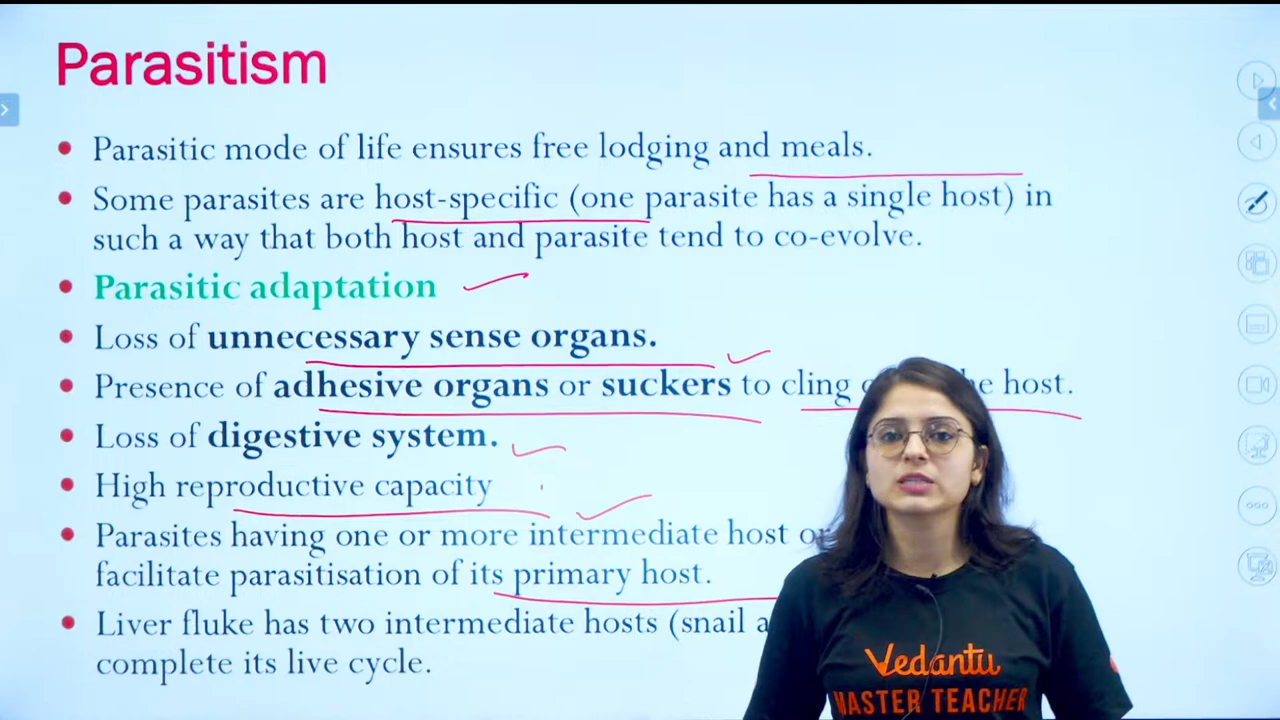 Parasitism
Parasitic mode of life ensures free lodging and meals.
Some parasites are host-specific (one parasite has a single host) in
such a way that both host and parasite tend to co-evolve.
Parasitic adaptation
Loss of unnecessary sense organs.
Presence of adhesive organs or suckers to cling host.
Loss of digestive system.
High reproductive capacity
Parasites having one or more intermediate host
facilitate parasitisation of its primary host.
Liver fluke has two intermediate hosts (snail
complete its live cycle.
Vedantu
MASTER TEACHER